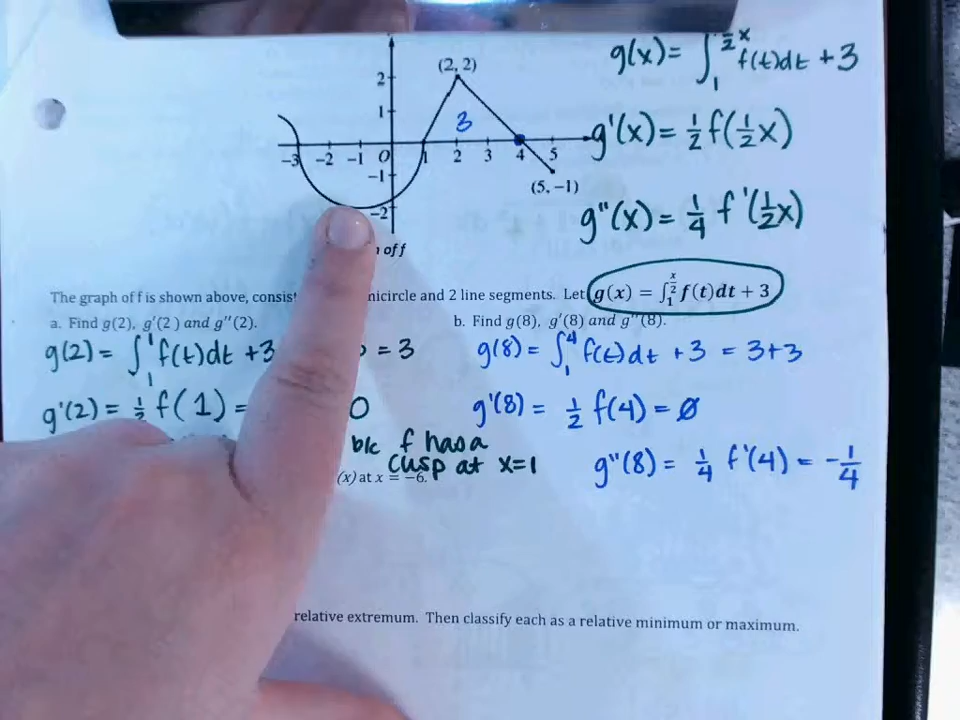 g(x) = ∫₁^(½x) f(t)dt + 3
(2, 2)
2
1
3
g'(x) = ½ f(½x)
-3 -2 -1 O 1 2 3 4 5
-1
(5, -1)
-2
g"(x) = ¼ f'(½x)
of f
The graph of f is shown above, consist nicircle and 2 line segments. Let g(x) = ∫₁^(x/2) f(t)dt + 3
a. Find g(2), g'(2) and g''(2). b. Find g(8), g'(8) and g''(8).
g(2) = ∫₁¹ f(t)dt + 3 = 3 g(8) = ∫₁⁴ f(t)dt + 3 = 3+3
g'(2) = ½ f(1) = 0 g'(8) = ½ f(4) = 0
b/c f has a
cusp at x=1 g"(8) = ¼ f'(4) = -¼
(x) at x = -6.
relative extremum. Then classify each as a relative minimum or maximum.